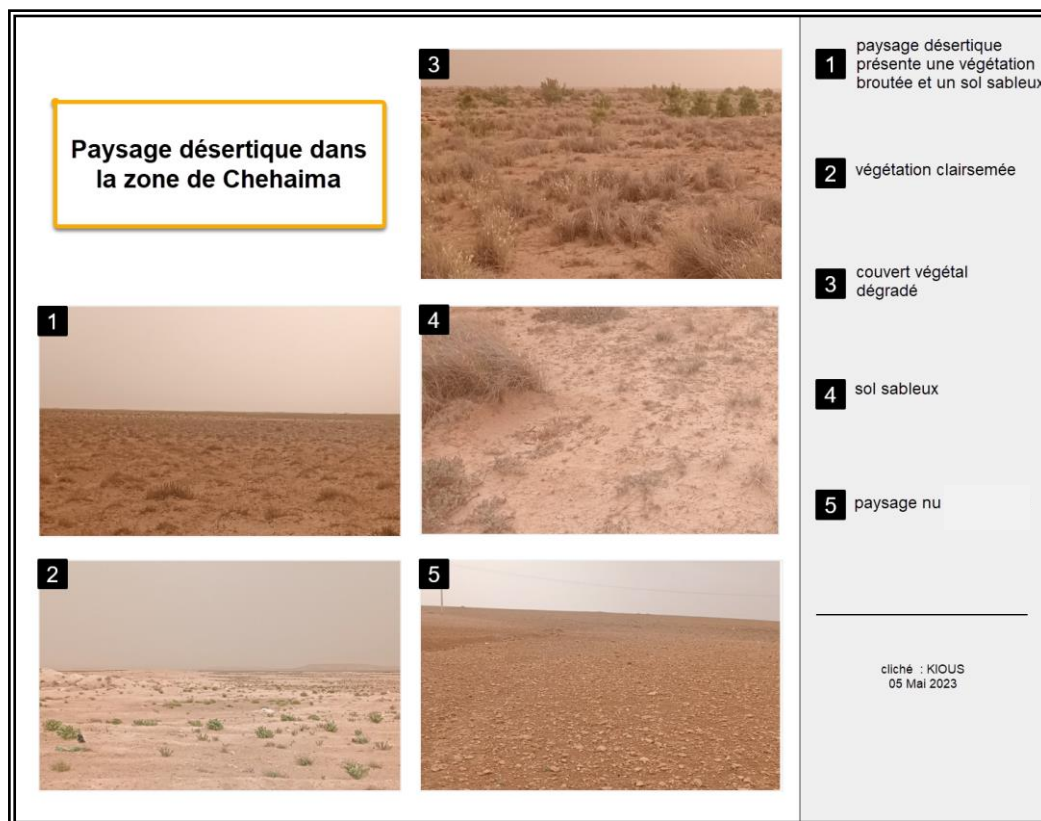 Paysage désertique dans
la zone de Chehaima
3
1
4
2
5
1
paysage désertique
présente une végétation
broutée et un sol sableux
2
végétation clairsemée
3
couvert végétal
dégradé
4
sol sableux
5
paysage nu
cliché : KIOUS
05 Mai 2023